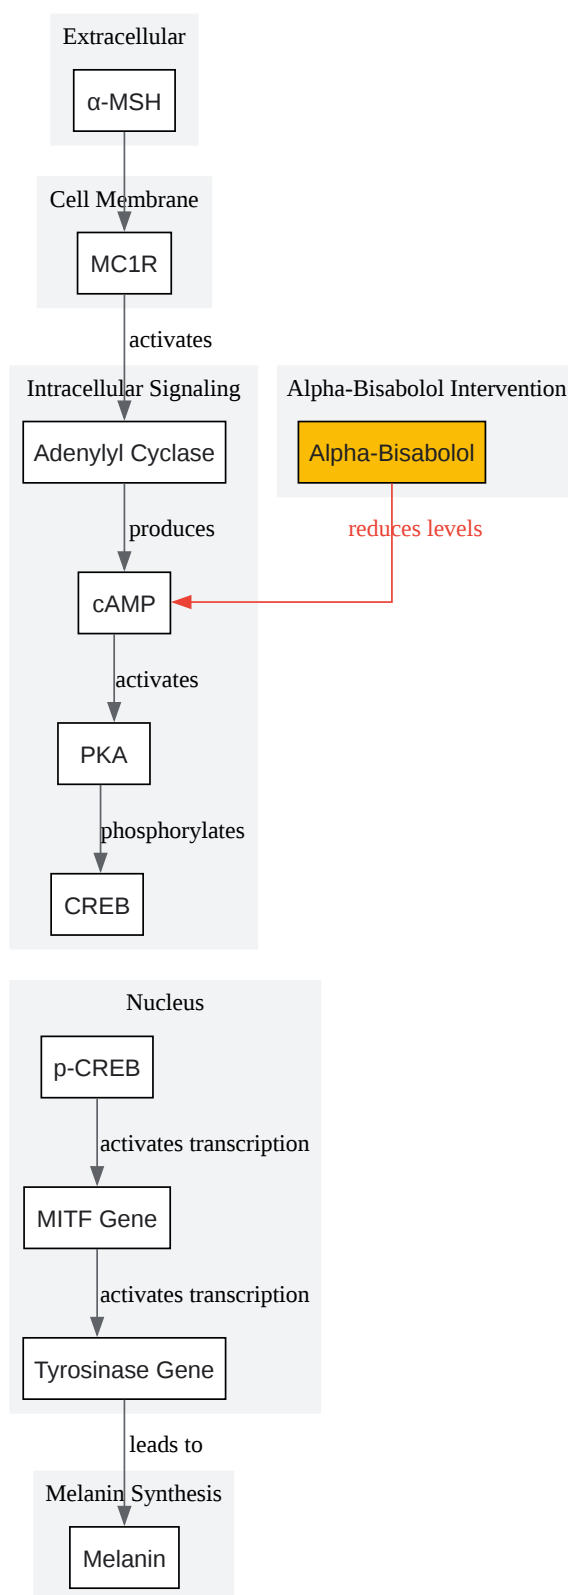 Extracellular
α-MSH
Cell Membrane
MC1R
activates
Intracellular Signaling
Alpha-Bisabolol Intervention
Adenylyl Cyclase
Alpha-Bisabolol
produces
reduces levels
cAMP
activates
PKA
phosphorylates
CREB
Nucleus
p-CREB
activates transcription
MITF Gene
activates transcription
Tyrosinase Gene
leads to
Melanin Synthesis
Melanin